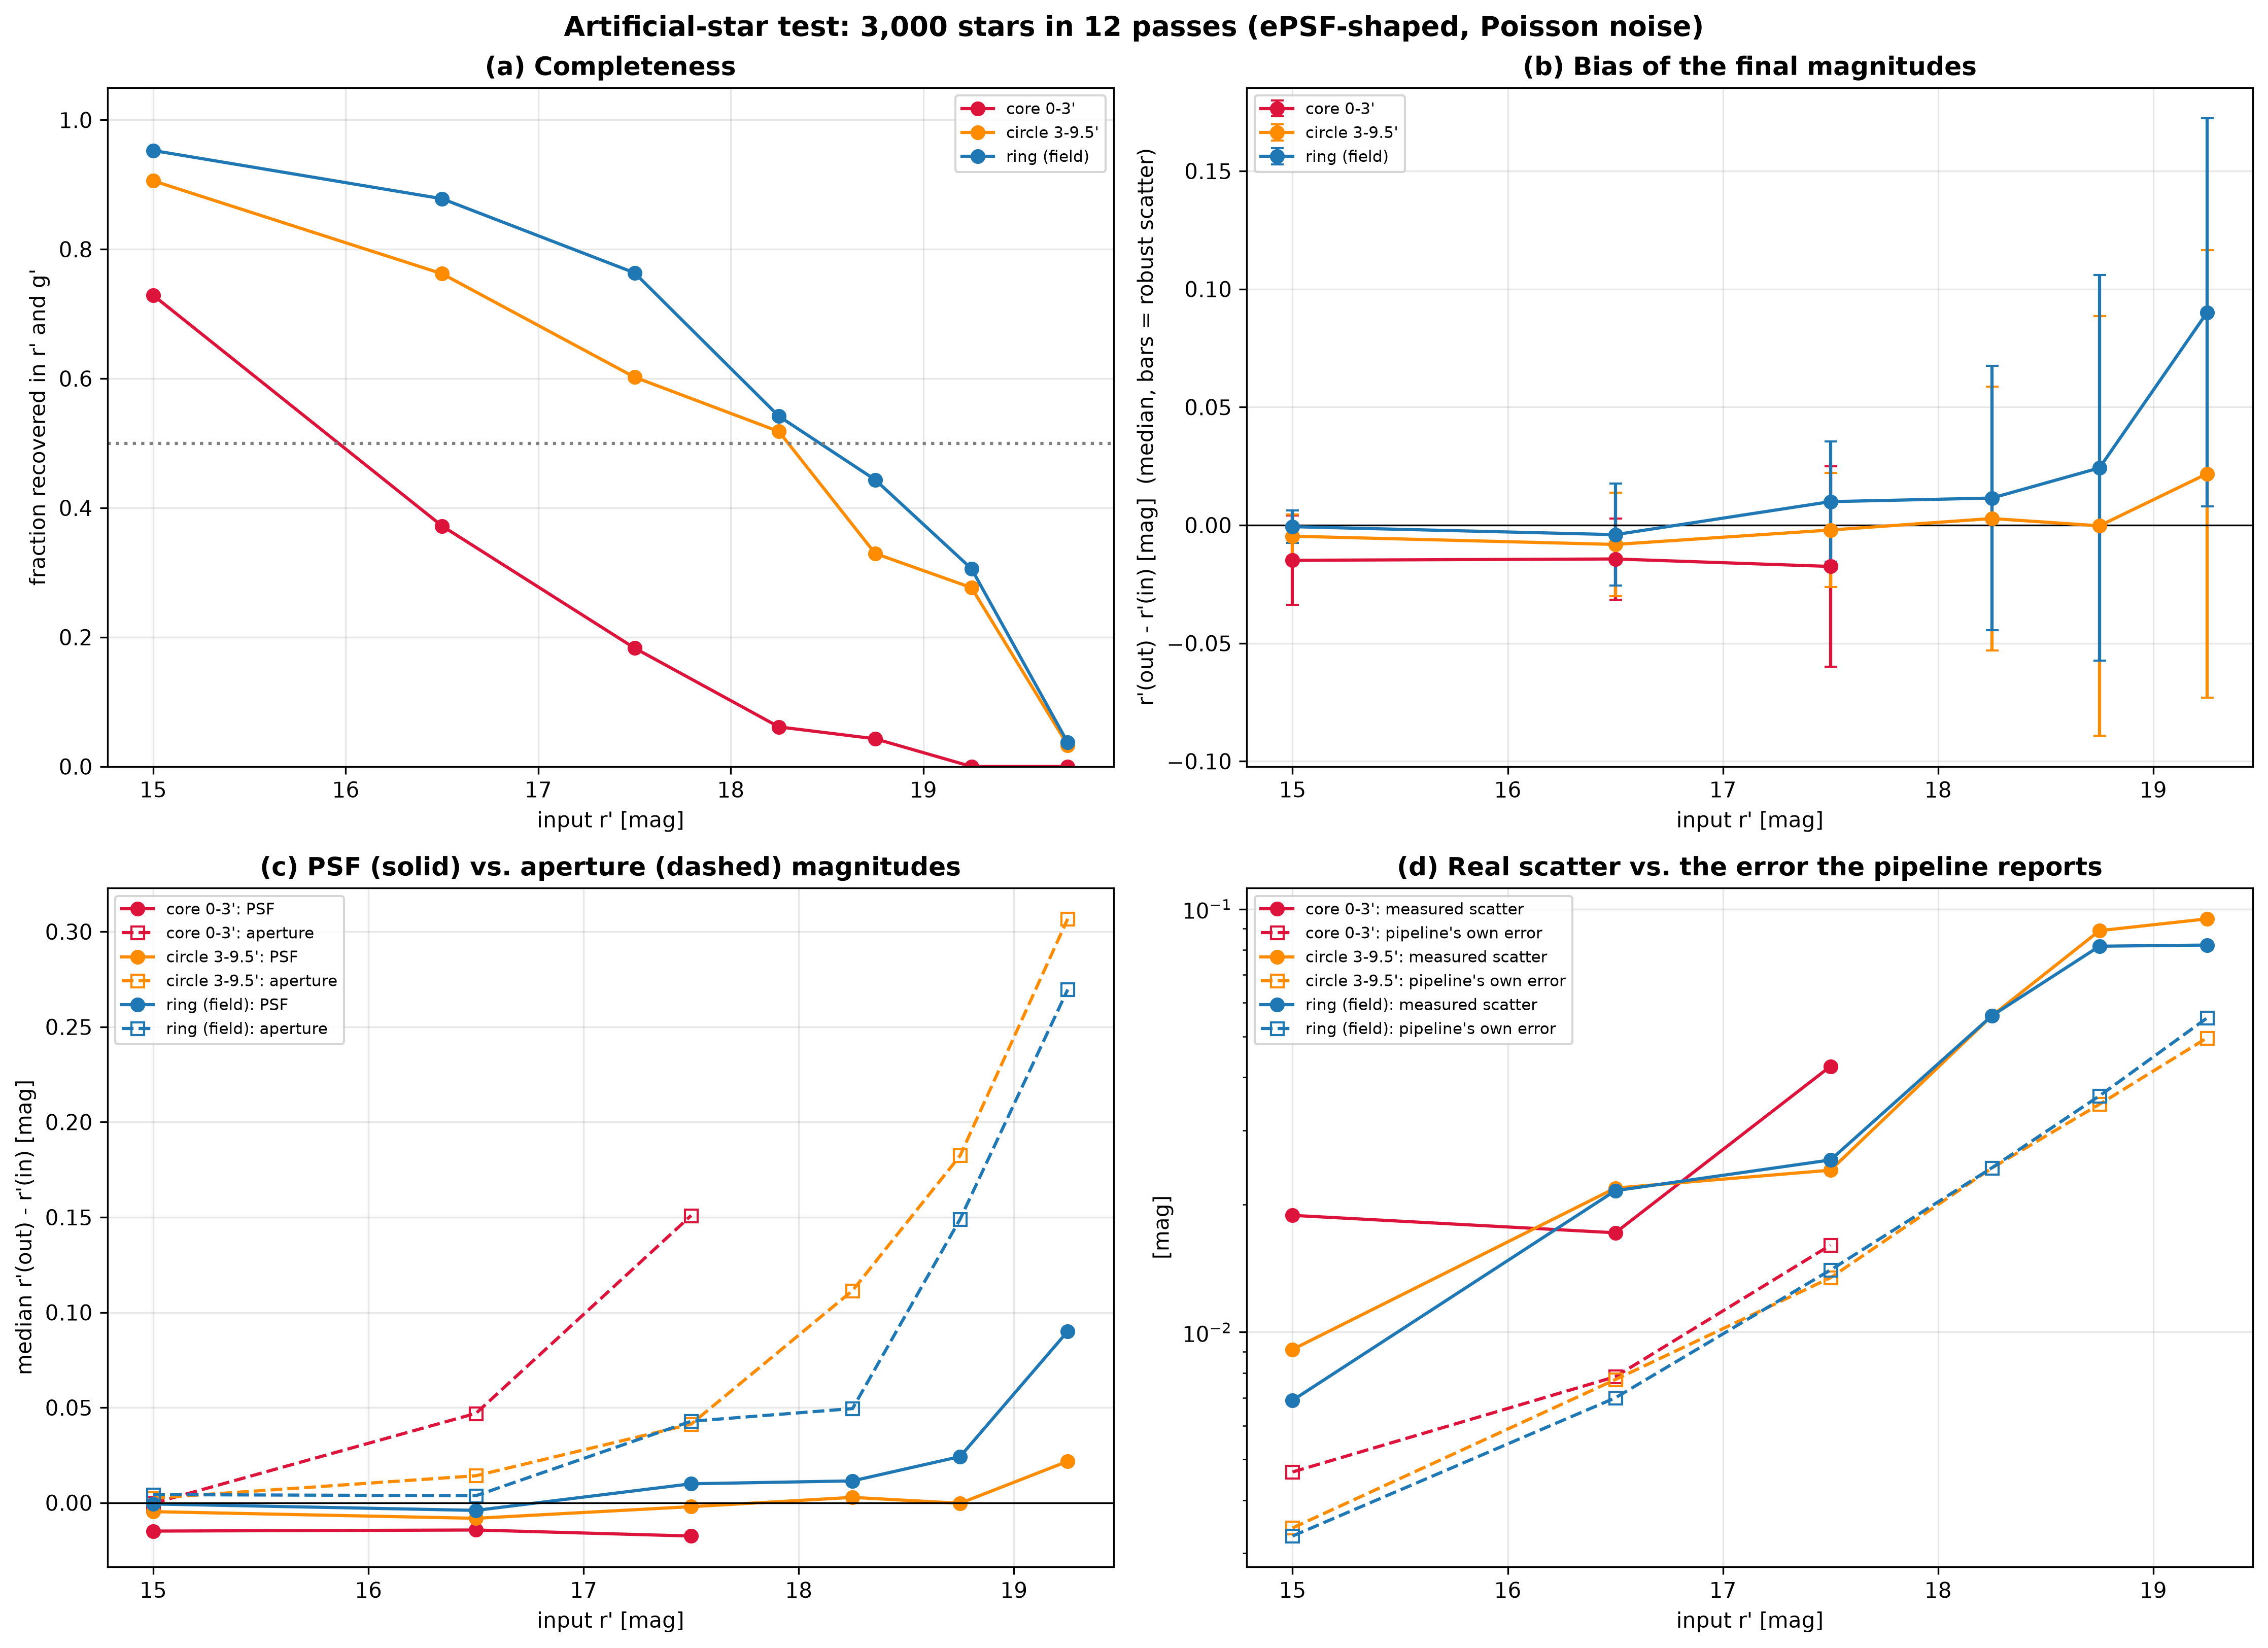 Artificial-star test: 3,000 stars in 12 passes (ePSF-shaped, Poisson noise)
(a) Completeness
fraction recovered in r' and g'
1.0
0.8
0.6
0.4
0.2
0.0
core 0-3'
circle 3-9.5'
ring (field)
15
16
17
18
19
input r' [mag]
(b) Bias of the final magnitudes
r'(out) - r'(in) [mag]  (median, bars = robust scatter)
0.15
0.10
0.05
0.00
−0.05
−0.10
core 0-3'
circle 3-9.5'
ring (field)
15
16
17
18
19
input r' [mag]
(c) PSF (solid) vs. aperture (dashed) magnitudes
median r'(out) - r'(in) [mag]
0.30
0.25
0.20
0.15
0.10
0.05
0.00
core 0-3': PSF
core 0-3': aperture
circle 3-9.5': PSF
circle 3-9.5': aperture
ring (field): PSF
ring (field): aperture
15
16
17
18
19
input r' [mag]
(d) Real scatter vs. the error the pipeline reports
[mag]
10⁻¹
10⁻²
core 0-3': measured scatter
core 0-3': pipeline's own error
circle 3-9.5': measured scatter
circle 3-9.5': pipeline's own error
ring (field): measured scatter
ring (field): pipeline's own error
15
16
17
18
19
input r' [mag]